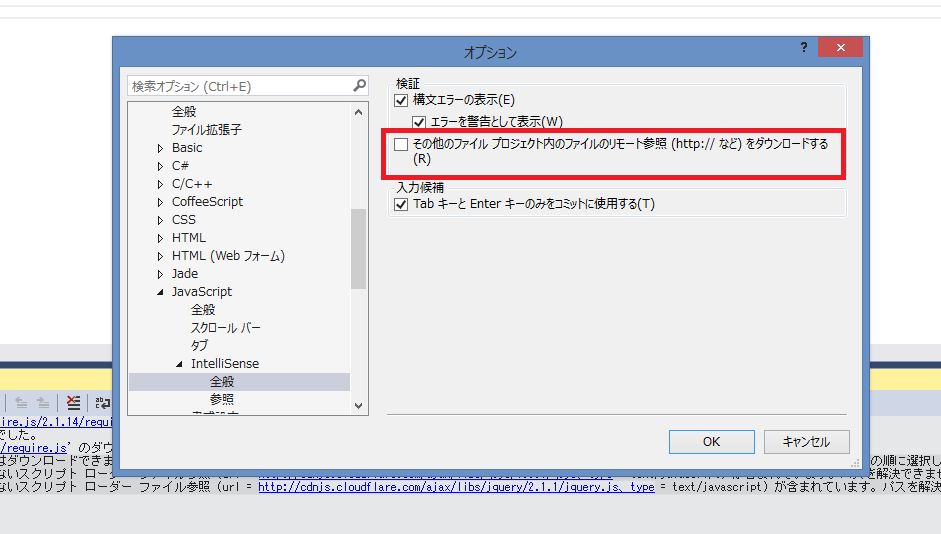 オプション
?
検索オプション (Ctrl+E)
全般
ファイル拡張子
Basic
C#
C/C++
CoffeeScript
CSS
HTML
HTML (Web フォーム)
Jade
JavaScript
全般
スクロール バー
タブ
IntelliSense
全般
参照
検証
構文エラーの表示(E)
エラーを警告として表示(W)
その他のファイル プロジェクト内のファイルのリモート参照 (http:// など) をダウンロードする
(R)
入力候補
Tab キーと Enter キーのみをコミットに使用する(T)
OK
キャンセル
ire.js/2.1.14/requi
でした。
/require.js' のダウ
はダウンロードできま
の順に選択し
ないスクリプト ローダー ファイル参照 (url =
を解決できませ
ないスクリプト ローダー ファイル参照 (url = http://cdnjs.cloudflare.com/ajax/libs/jquery/2.1.1/jquery.js、type = text/javascript) が含まれています。パスを解決